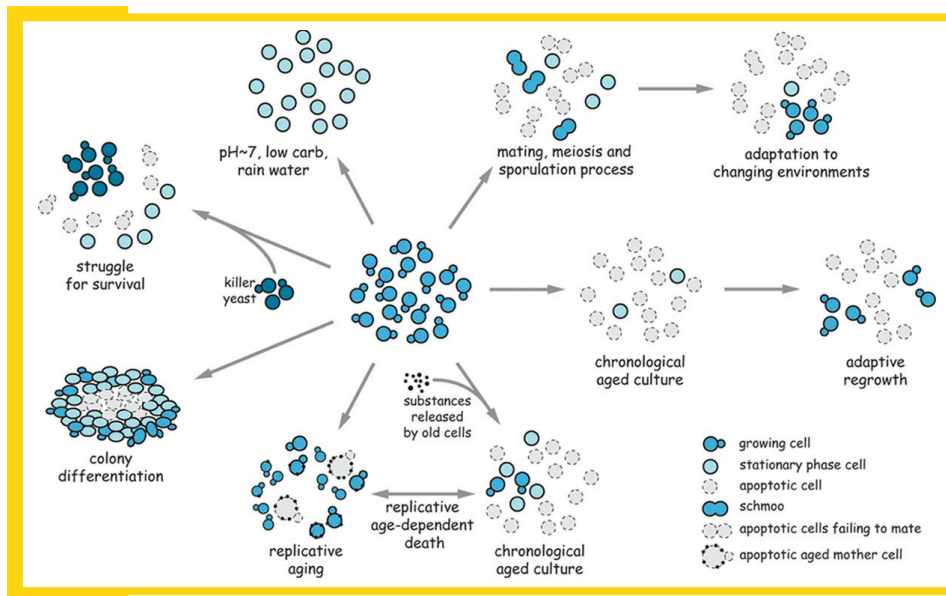 pH~7, low carb,
rain water
mating, meiosis and
sporulation process
adaptation to
changing environments
struggle
for survival
killer
yeast
chronological
aged culture
adaptive
regrowth
colony
differentiation
substances
released
by old cells
replicative
aging
replicative
age-dependent
death
chronological
aged culture
growing cell
stationary phase cell
apoptotic cell
schmoo
apoptotic cells failing to mate
apoptotic aged mother cell